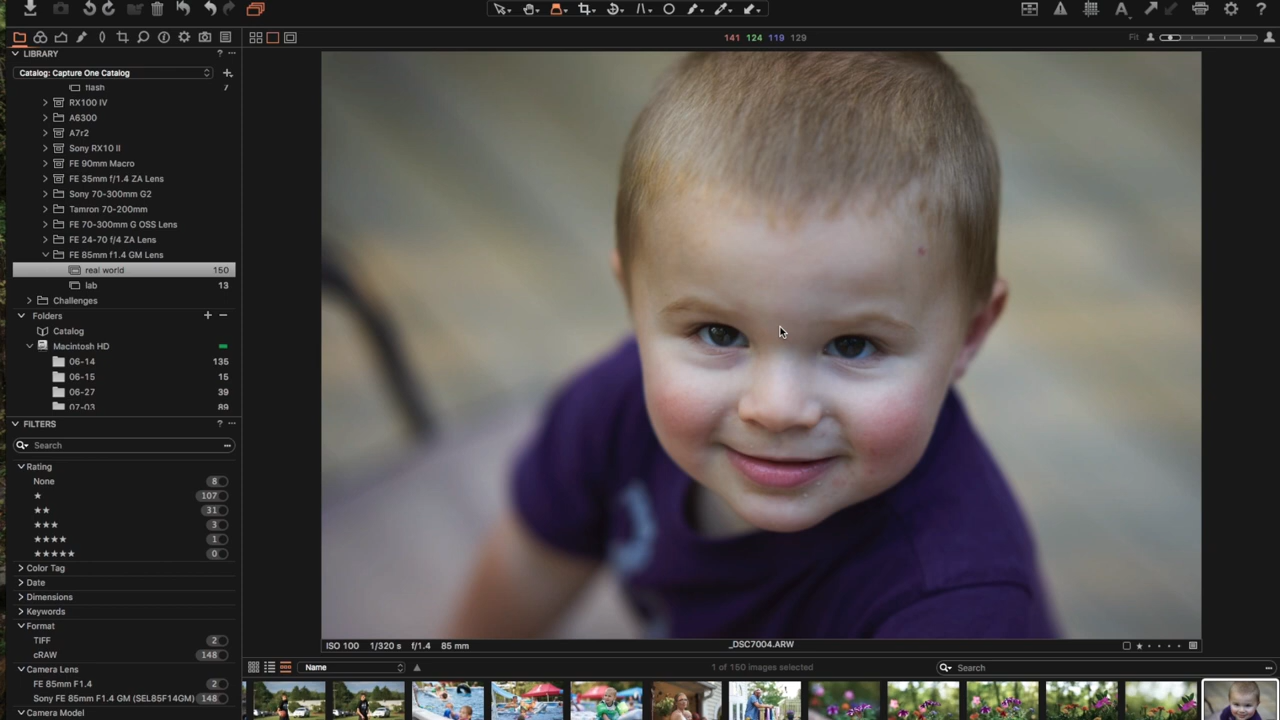 141 124 119 129
Fit
LIBRARY ? ...
Catalog: Capture One Catalog
flash 7
RX100 IV
A6300
A7r2
Sony RX10 II
FE 90mm Macro
FE 35mm f/1.4 ZA Lens
Sony 70-300mm G2
Tamron 70-200mm
FE 70-300mm G OSS Lens
FE 24-70 f/4 ZA Lens
FE 85mm f1.4 GM Lens
real world 150
lab 13
Challenges
Folders
Catalog
Macintosh HD
06-14 135
06-15 15
06-27 39
07-03 89
FILTERS ? ...
Search
Rating
None 8
★ 107
★★ 31
★★★ 3
★★★★ 1
★★★★★ 0
Color Tag
Date
Dimensions
Keywords
Format
TIFF 2
cRAW 148
Camera Lens
FE 85mm F1.4 2
Sony FE 85mm F1.4 GM (SEL85F14GM) 148
Camera Model
ISO 100 1/320 s f/1.4 85 mm
_DSC7004.ARW
Name
1 of 150 images selected
Search